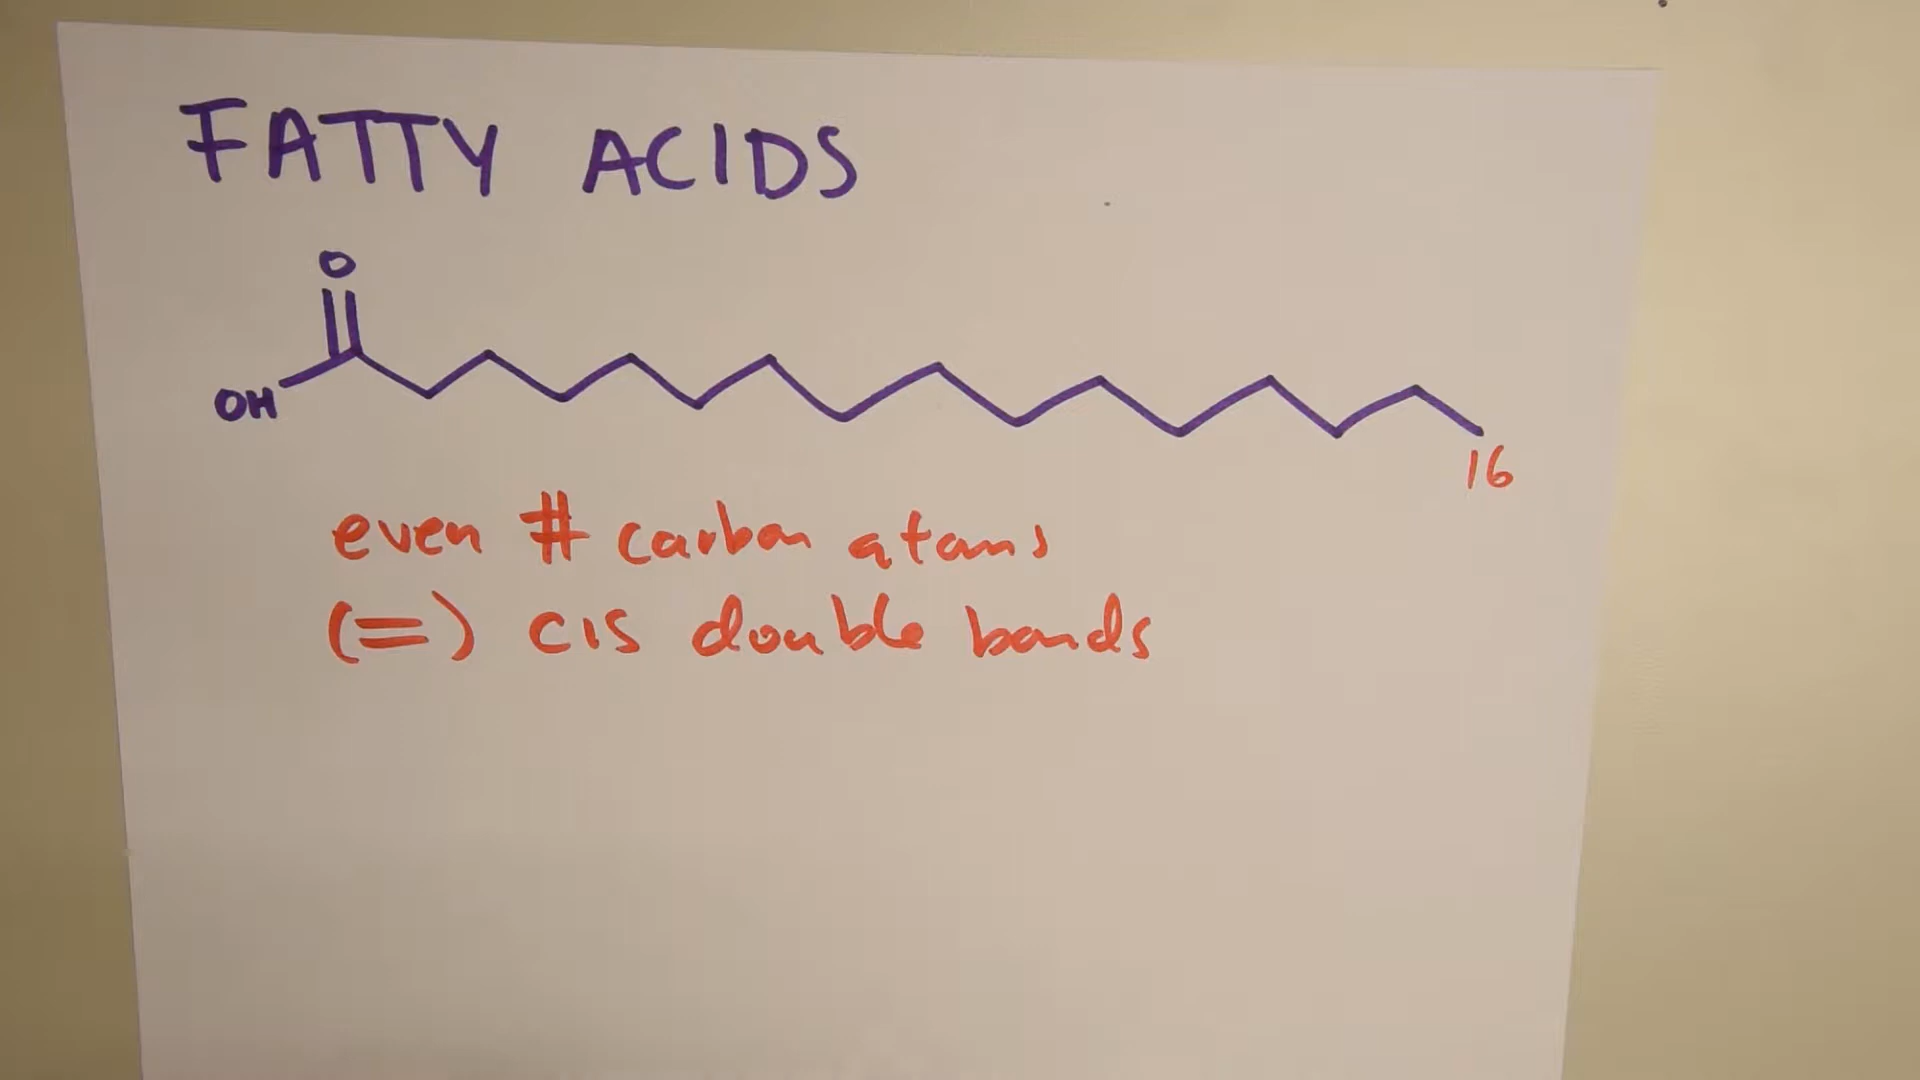 FATTY ACIDS
O
OH
16
even # carbon atoms
(=) cis double bonds